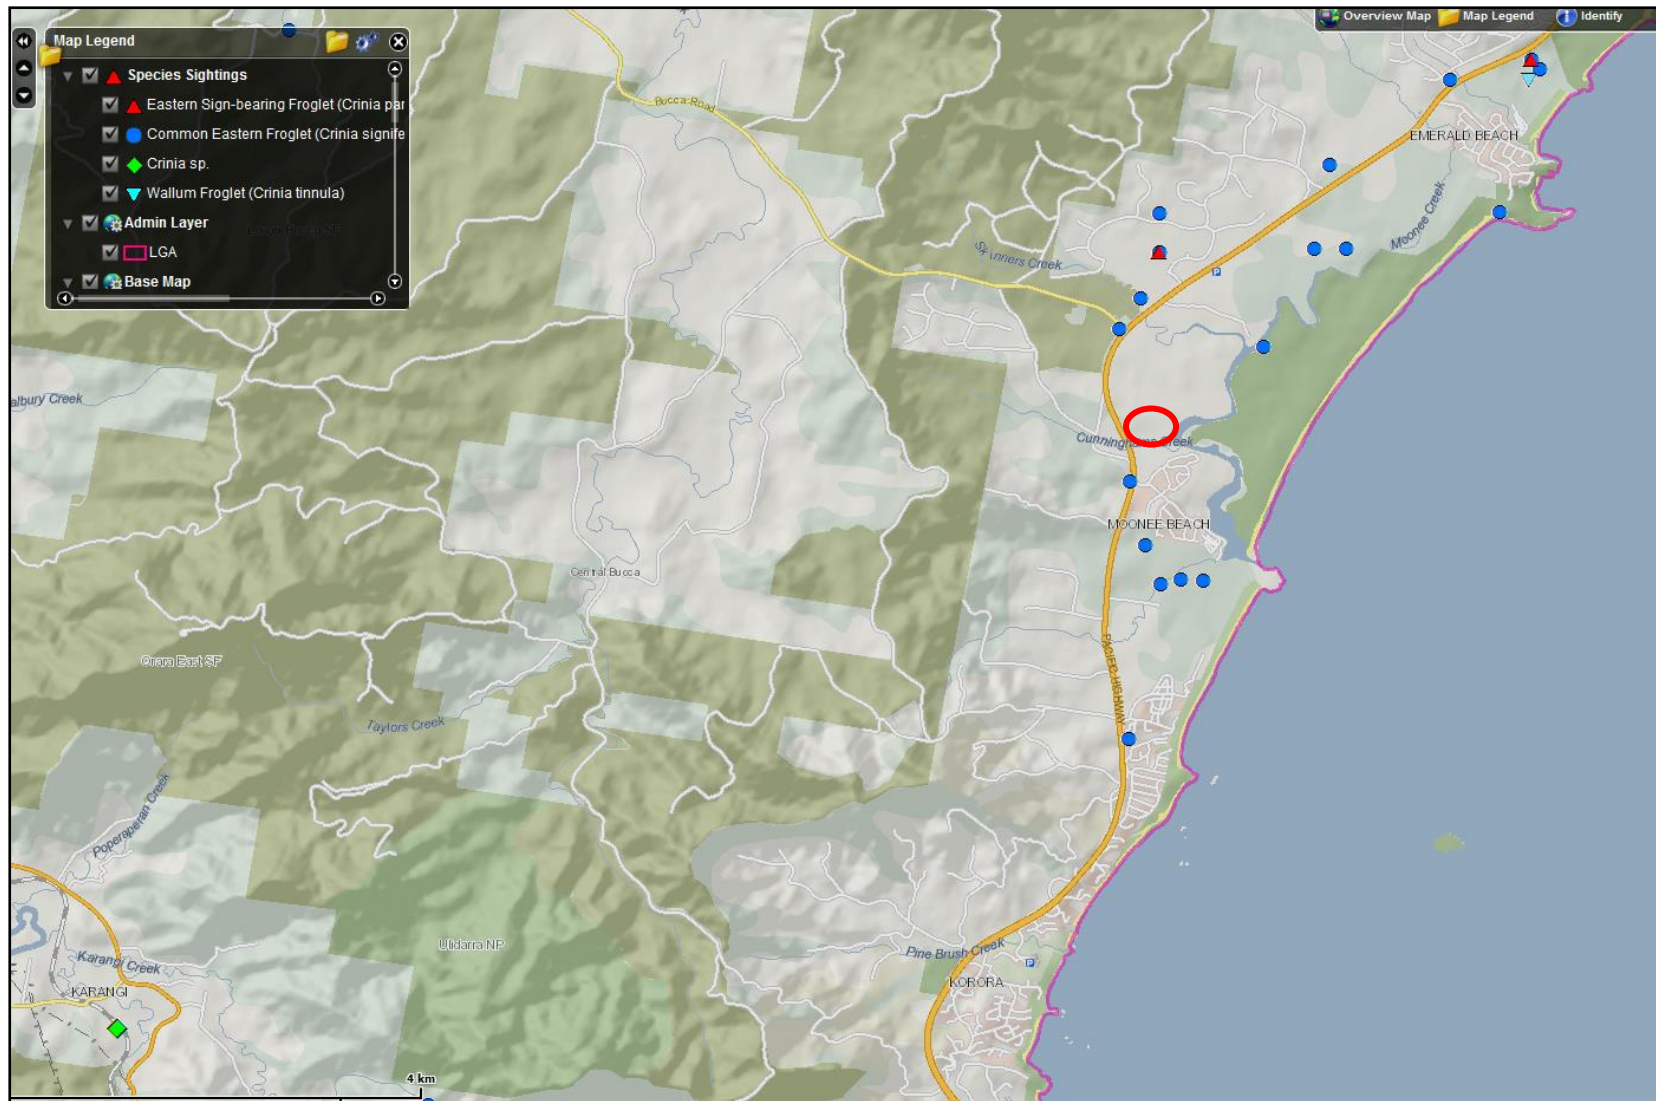 Overview Map Map Legend Identify
Map Legend
Species Sightings
Eastern Sign-bearing Froglet (Crinia par
Common Eastern Froglet (Crinia signife
Crinia sp.
Wallum Froglet (Crinia tinnula)
Admin Layer
LGA
Base Map
Bucca Road
EMERALD BEACH
Moonee Creek
Skinners Creek
P
albury Creek
Cunninghams Creek
MOONEE BEACH
Central Bucca
PACIFIC HIGHWAY
Orara East SF
Taylors Creek
Poperaperan Creek
Ulidarra NP
Pine Brush Creek
P
Karangi Creek
KORORA
KARANGI
4 km